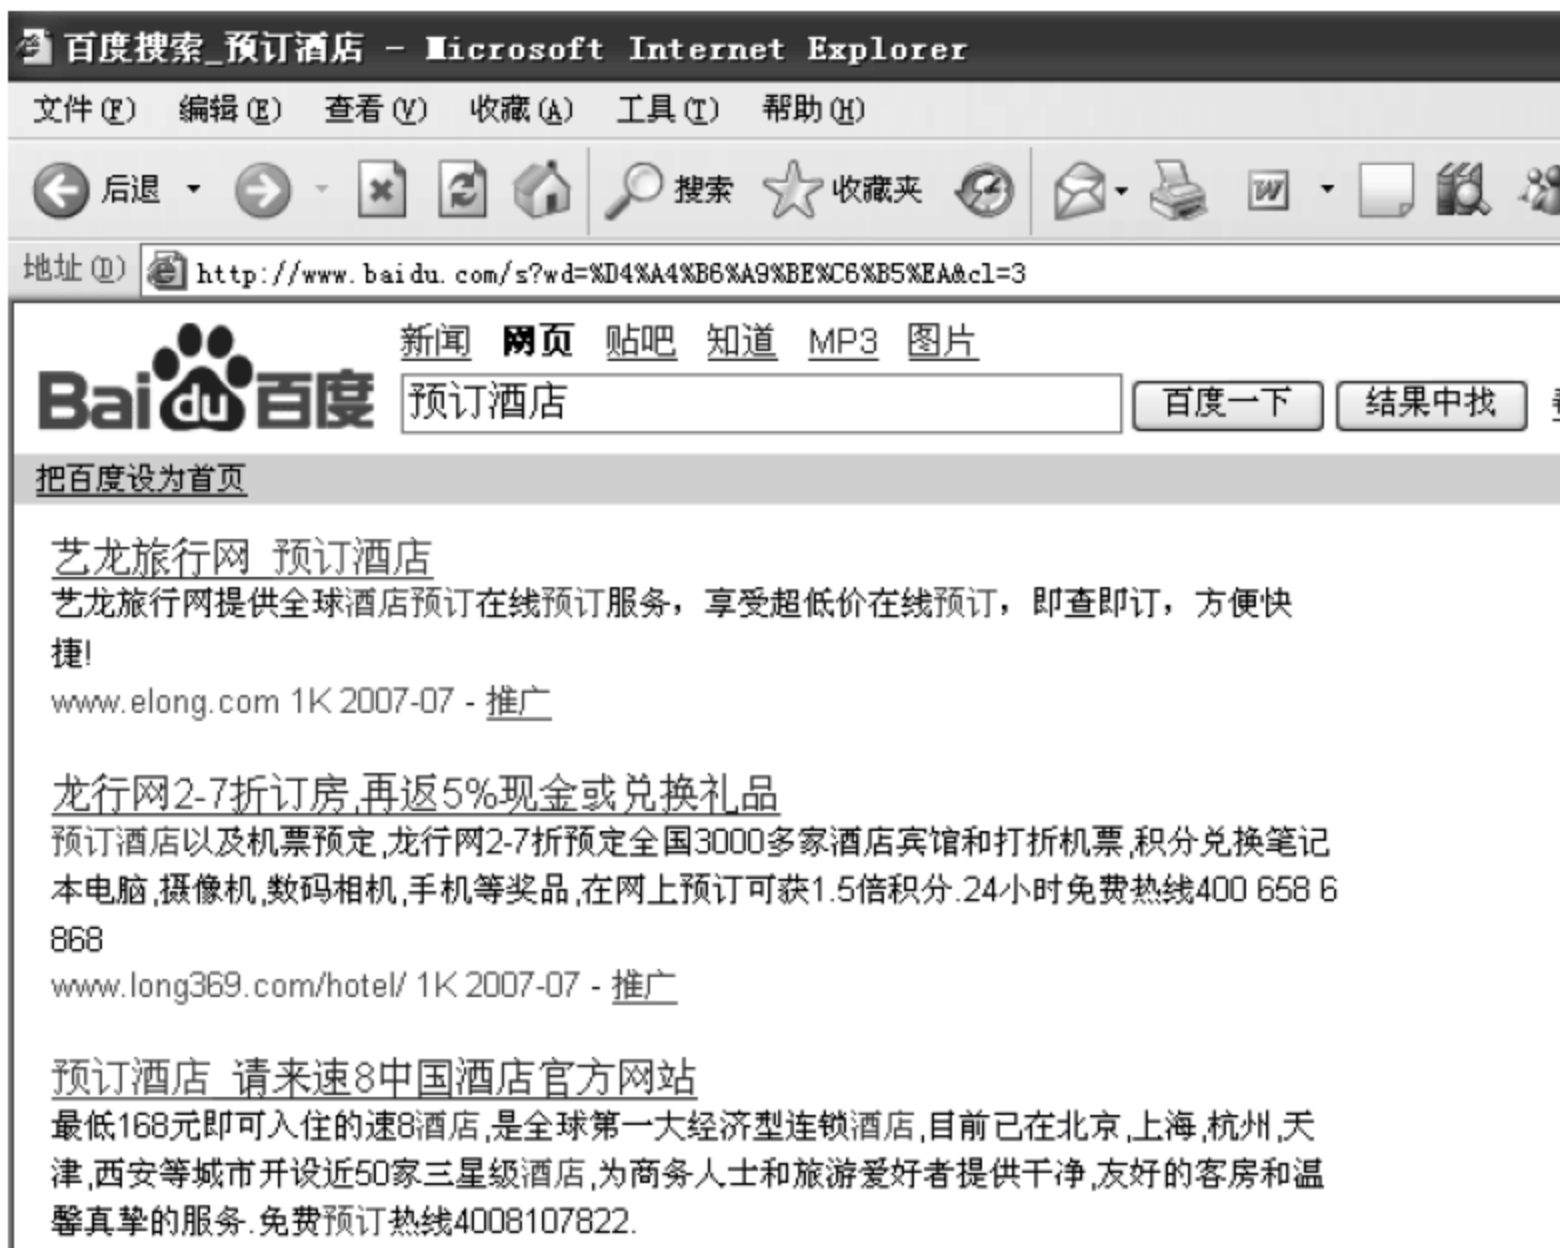 百度搜索_预订酒店 - Microsoft Internet Explorer
文件(F) 编辑(E) 查看(V) 收藏(A) 工具(T) 帮助(H)
后退 搜索 收藏夹 W
地址(D) http://www.baidu.com/s?wd=%D4%A4%B6%A9%BE%C6%B5%EA&cl=3
新闻 网页 贴吧 知道 MP3 图片
Bai du 百度 预订酒店 百度一下 结果中找
把百度设为首页
艺龙旅行网 预订酒店
艺龙旅行网提供全球酒店预订在线预订服务，享受超低价在线预订，即查即订，方便快
捷!
www.elong.com 1K 2007-07 - 推广
龙行网2-7折订房,再返5%现金或兑换礼品
预订酒店以及机票预定,龙行网2-7折预定全国3000多家酒店宾馆和打折机票,积分兑换笔记
本电脑,摄像机,数码相机,手机等奖品,在网上预订可获1.5倍积分.24小时免费热线400 658 6
868
www.long369.com/hotel/ 1K 2007-07 - 推广
预订酒店 请来速8中国酒店官方网站
最低168元即可入住的速8酒店,是全球第一大经济型连锁酒店,目前已在北京,上海,杭州,天
津,西安等城市开设近50家三星级酒店,为商务人士和旅游爱好者提供干净,友好的客房和温
馨真挚的服务.免费预订热线4008107822.